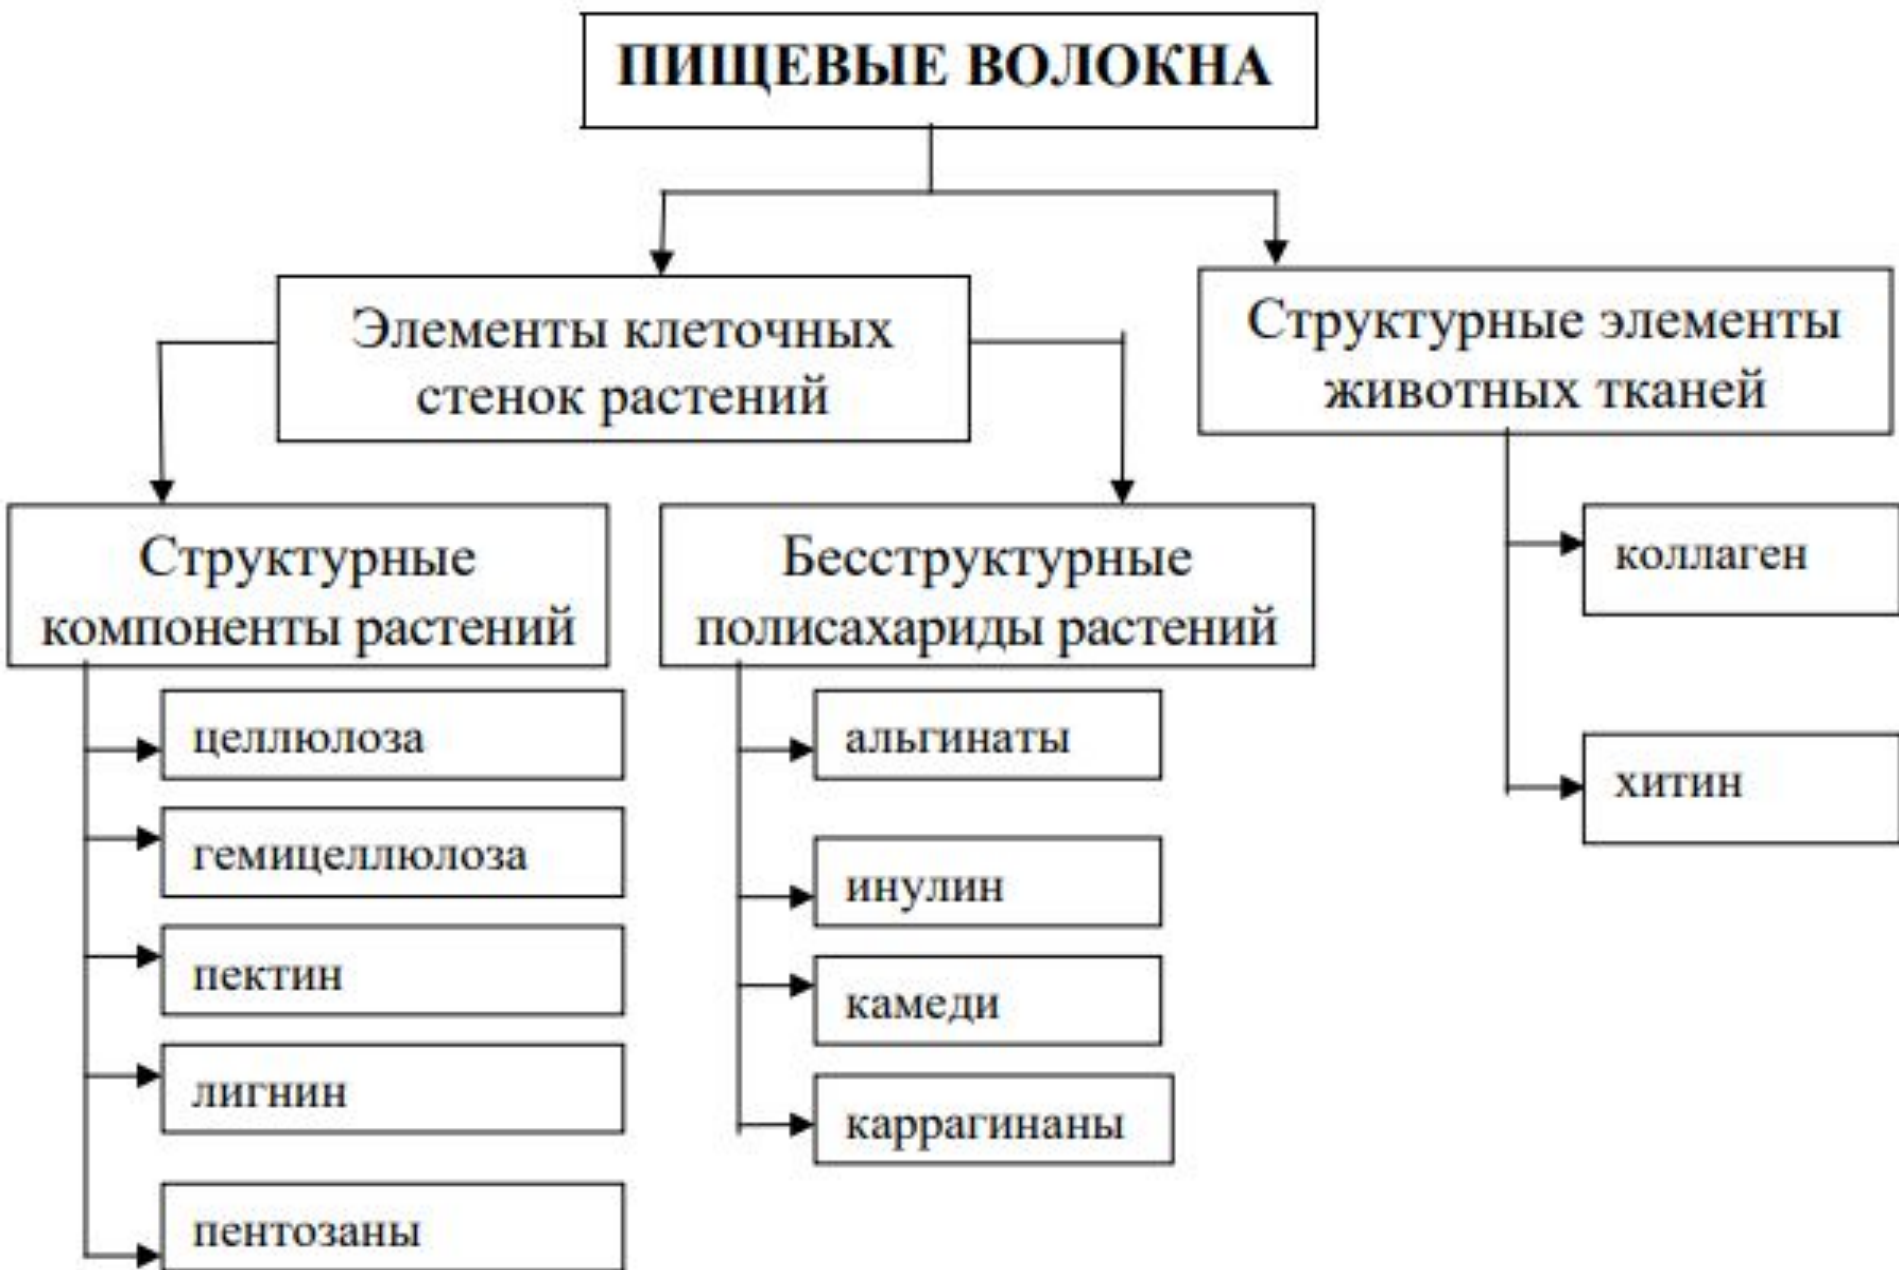 ПИЩЕВЫЕ ВОЛОКНА
Элементы клеточных
стенок растений
Структурные элементы
животных тканей
Структурные
компоненты растений
Бесструктурные
полисахариды растений
целлюлоза
гемицеллюлоза
пектин
лигнин
пентозаны
альгинаты
инулин
камеди
каррагинаны
коллаген
хитин